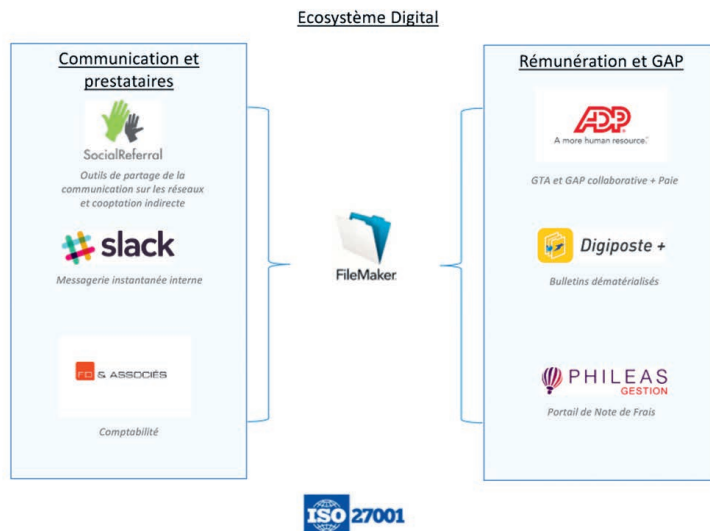 Ecosystème Digital
Communication et
prestataires
SocialReferral
Outils de partage de la
communication sur les réseaux
et cooptation indirecte
slack
Messagerie instantanée interne
FD & ASSOCIÉS
Comptabilité
FileMaker
Rémunération et GAP
ADP
A more human resource.
GTA et GAP collaborative + Paie
Digiposte +
Bulletins dématérialisés
PHILEAS
GESTION
Portail de Note de Frais
ISO 27001